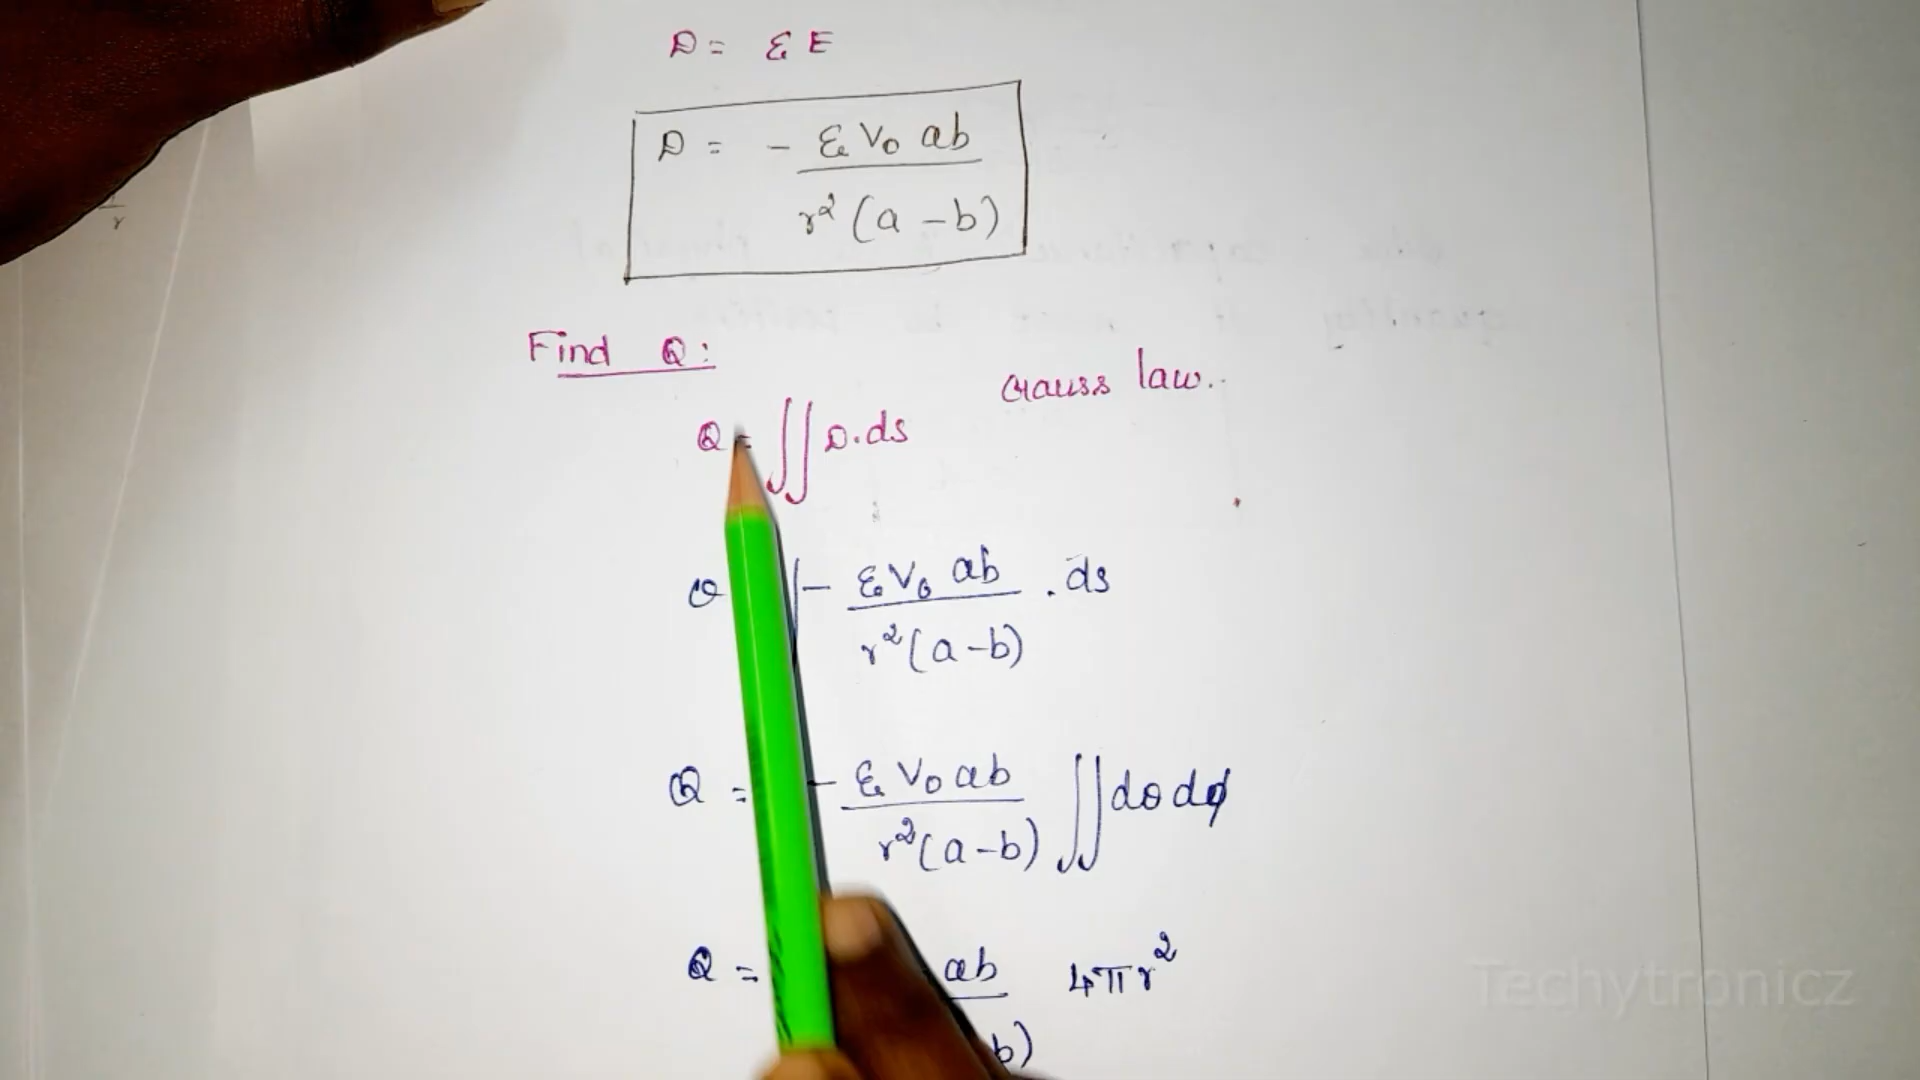 D = ε E
D = - ε V₀ ab / r² (a - b)
Find Q:
Gauss law.
Q = ∬ D.ds
Q - ε V₀ ab / r² (a - b) . ds
Q = - ε V₀ ab / r² (a - b) ∬ dθ dϕ
Q = ab 4πr²
b)
Techytronicz